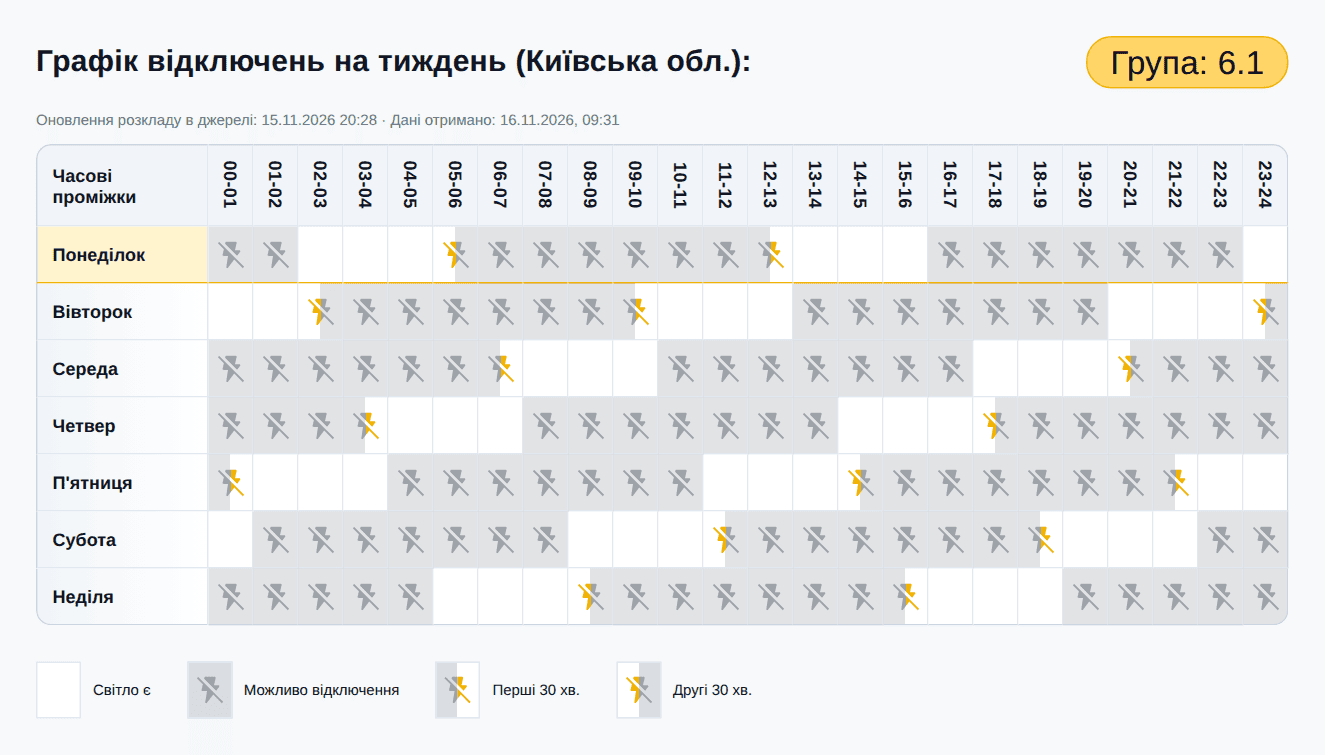 Графік відключень на тиждень (Київська обл.):
Група: 6.1
Оновлення розкладу в джерелі: 15.11.2026 20:28 · Дані отримано: 16.11.2026, 09:31
Часові
проміжки
00-01
01-02
02-03
03-04
04-05
05-06
06-07
07-08
08-09
09-10
10-11
11-12
12-13
13-14
14-15
15-16
16-17
17-18
18-19
19-20
20-21
21-22
22-23
23-24
Понеділок
Вівторок
Середа
Четвер
П'ятниця
Субота
Неділя
Світло є
Можливо відключення
Перші 30 хв.
Другі 30 хв.